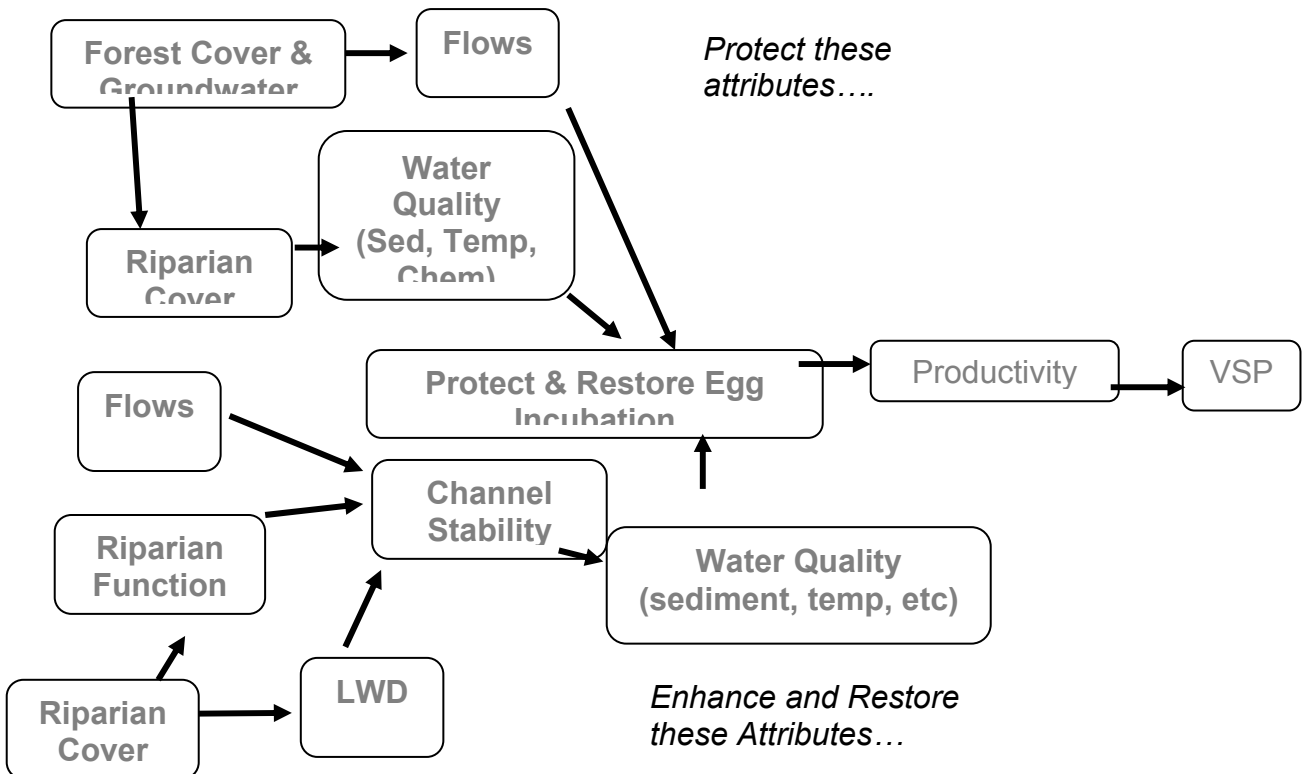 Forest Cover &
Groundwater
Flows
Protect these
attributes….
Water
Quality
(Sed, Temp,
Chem)
Riparian
Cover
Protect & Restore Egg
Incubation
Productivity
VSP
Flows
Channel
Stability
Riparian
Function
Water Quality
(sediment, temp, etc)
LWD
Riparian
Cover
Enhance and Restore
these Attributes…